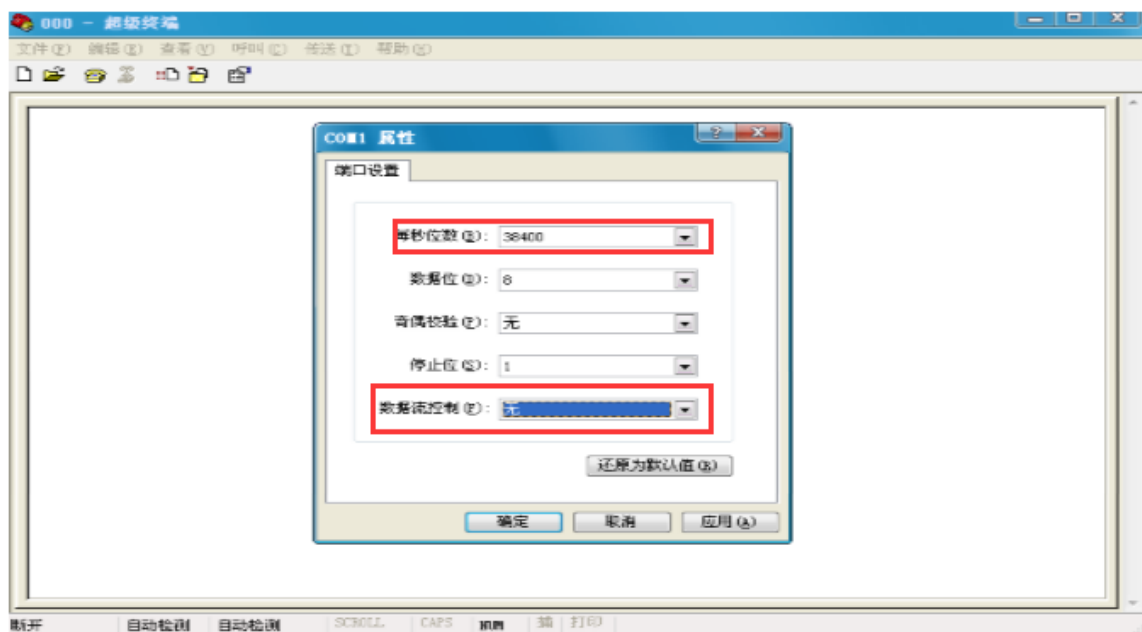 000 - 超级终端
文件(F) 编辑(E) 查看(V) 呼叫(C) 传送(T) 帮助(H)
COM1 属性
端口设置
每秒位数(B): 38400
数据位(D): 8
奇偶校验(P): 无
停止位(S): 1
数据流控制(F): 无
还原为默认值(R)
确定 取消 应用(A)
断开 自动检测 自动检测 SCROLL CAPS NUM 捕 打印